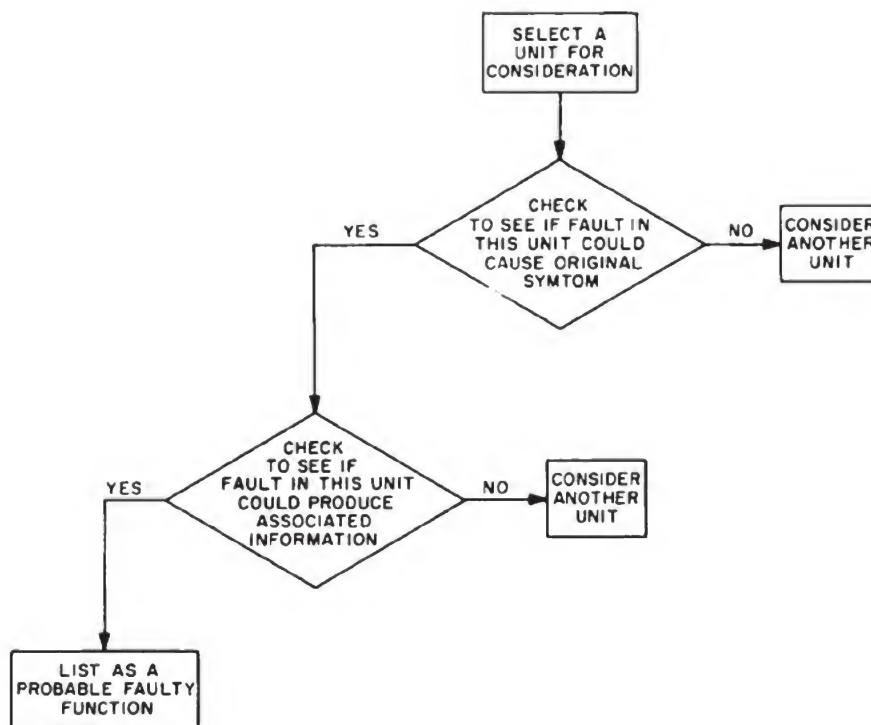 SELECT A
UNIT FOR
CONSIDERATION
CHECK
TO SEE IF FAULT IN
THIS UNIT COULD
CAUSE ORIGINAL
SYMTOM
YES
NO
CONSIDER
ANOTHER
UNIT
CHECK
TO SEE IF
FAULT IN THIS UNIT
COULD PRODUCE
ASSOCIATED
INFORMATION
YES
NO
CONSIDER
ANOTHER
UNIT
LIST AS A
PROBABLE FAULTY
FUNCTION